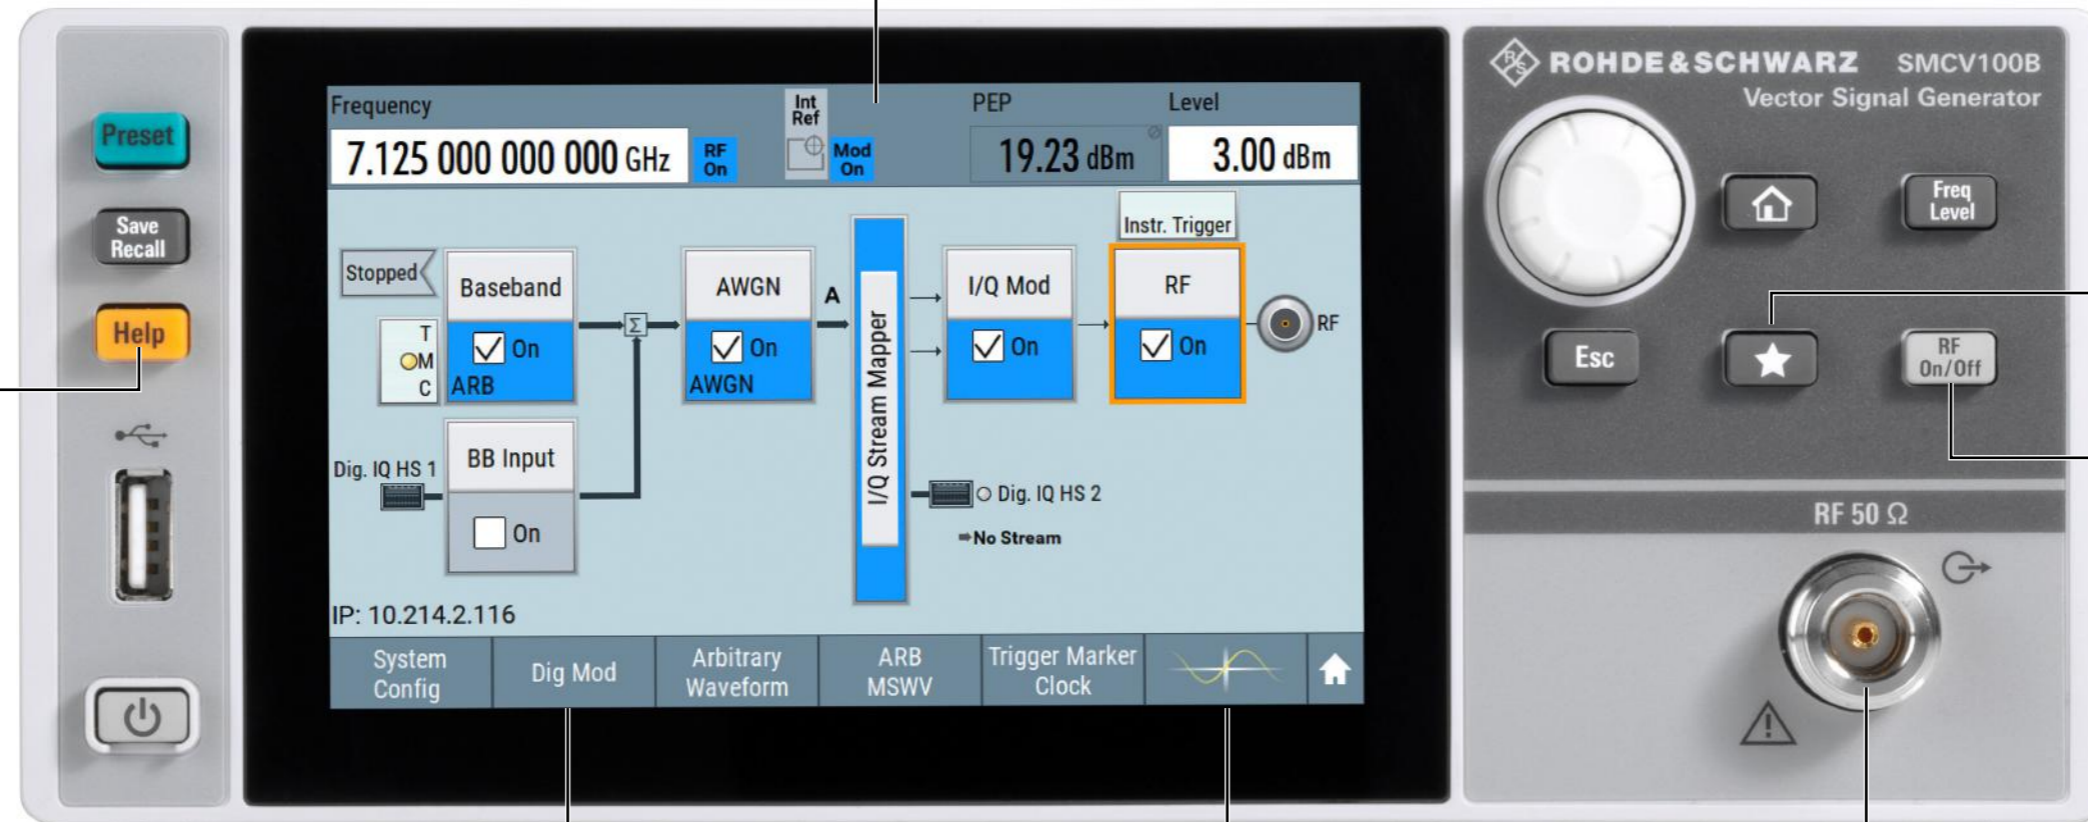 Preset
Save
Recall
Help
Frequency
7.125 000 000 000 GHz
RF
On
Int
Ref
Mod
On
PEP
19.23 dBm
Level
3.00 dBm
Instr. Trigger
Stopped
Baseband
On
ARB
T
M
C
Σ
AWGN
On
AWGN
A
I/Q Stream Mapper
I/Q Mod
On
RF
On
RF
Dig. IQ HS 1
BB Input
On
Dig. IQ HS 2
No Stream
IP: 10.214.2.116
System
Config
Dig Mod
Arbitrary
Waveform
ARB
MSWV
Trigger Marker
Clock
R&S
ROHDE & SCHWARZ SMCV100B
Vector Signal Generator
Freq
Level
Esc
RF
On/Off
RF 50 Ω